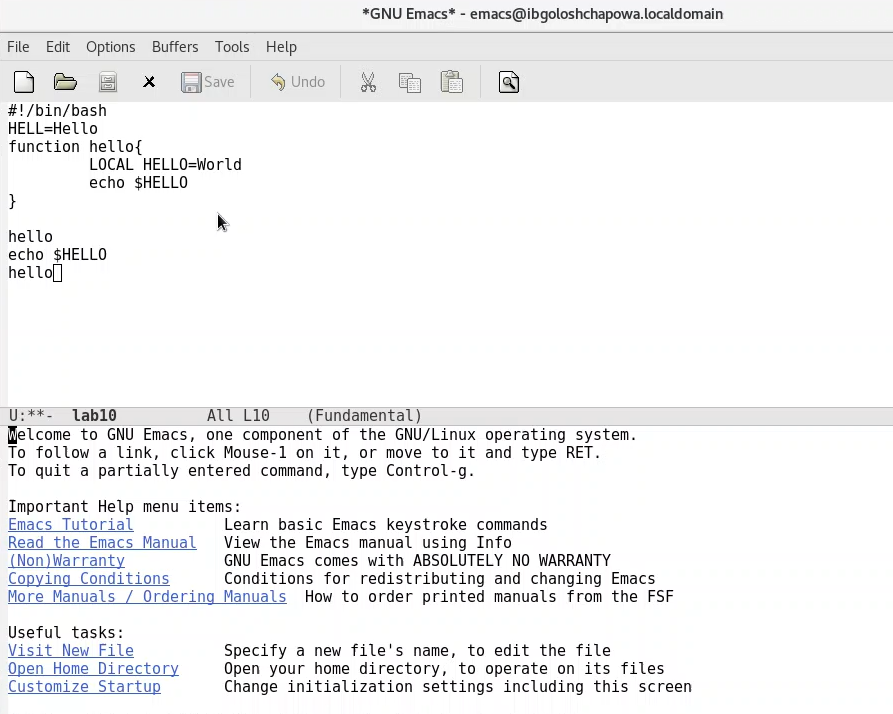 *GNU Emacs* - emacs@ibgoloshchapowa.localdomain
File Edit Options Buffers Tools Help
Save Undo
#!/bin/bash
HELL=Hello
function hello{
LOCAL HELLO=World
echo $HELLO
}
hello
echo $HELLO
hello
U:**- lab10 All L10 (Fundamental)
Welcome to GNU Emacs, one component of the GNU/Linux operating system.
To follow a link, click Mouse-1 on it, or move to it and type RET.
To quit a partially entered command, type Control-g.
Important Help menu items:
Emacs Tutorial Learn basic Emacs keystroke commands
Read the Emacs Manual View the Emacs manual using Info
(Non)Warranty GNU Emacs comes with ABSOLUTELY NO WARRANTY
Copying Conditions Conditions for redistributing and changing Emacs
More Manuals / Ordering Manuals How to order printed manuals from the FSF
Useful tasks:
Visit New File Specify a new file's name, to edit the file
Open Home Directory Open your home directory, to operate on its files
Customize Startup Change initialization settings including this screen